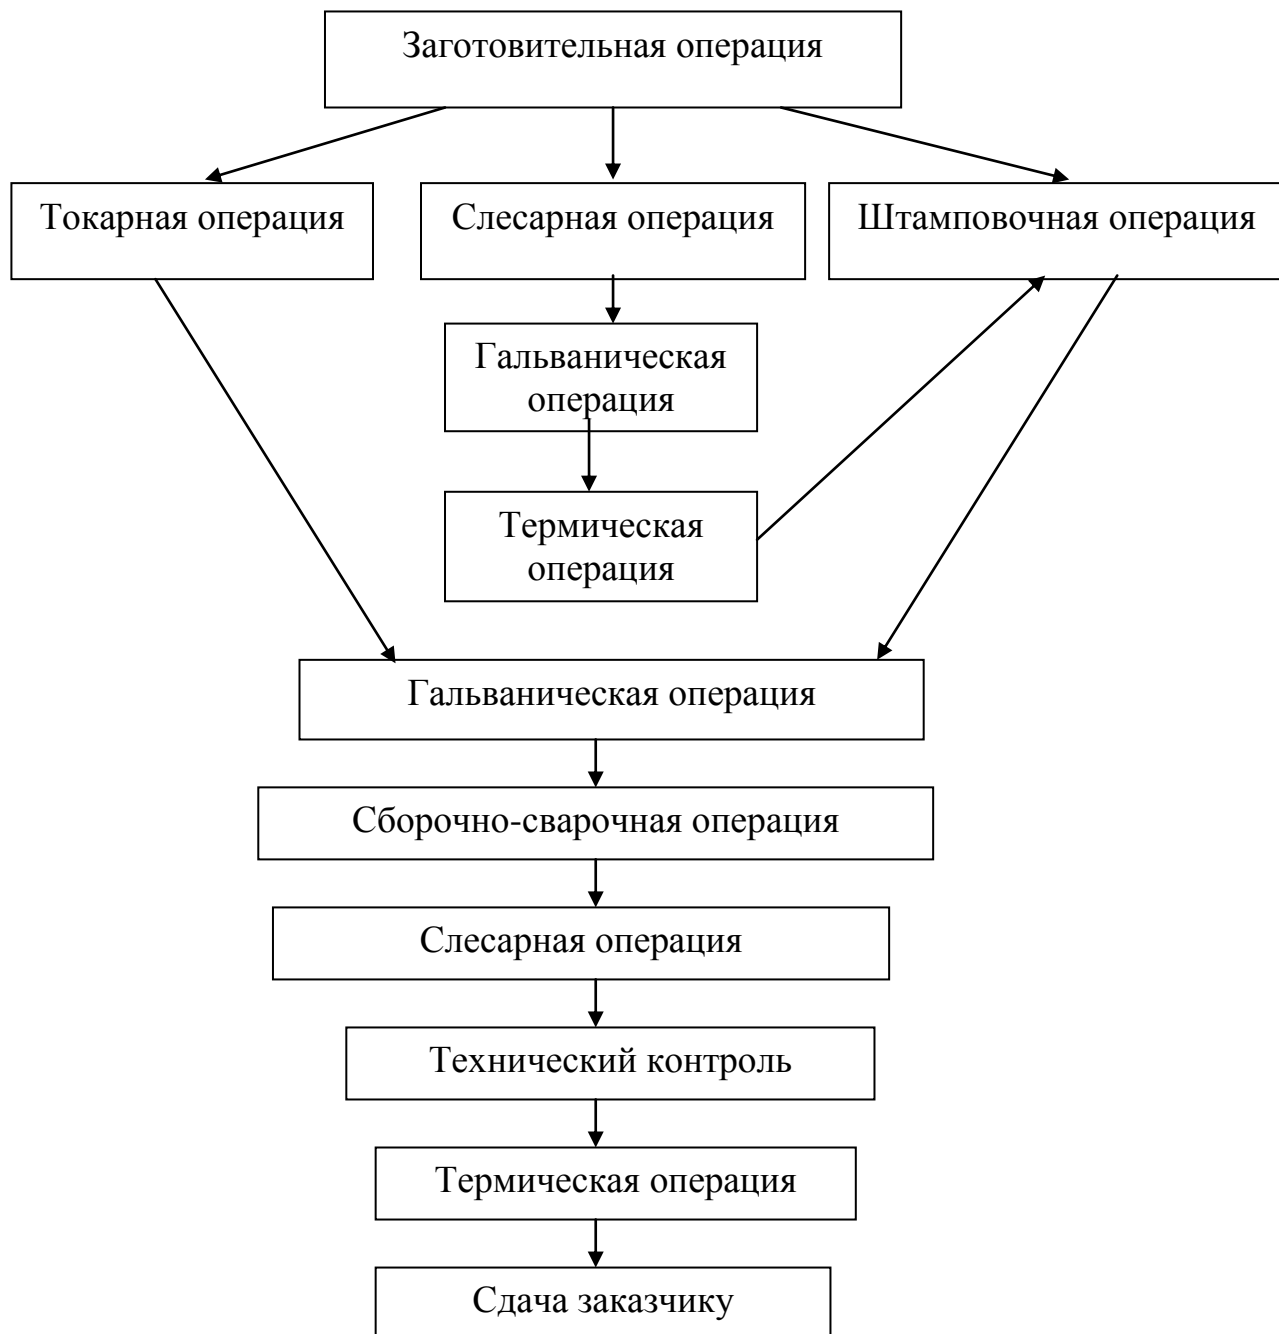 Заготовительная операция
Токарная операция
Слесарная операция
Штамповочная операция
Гальваническая
операция
Термическая
операция
Гальваническая операция
Сборочно-сварочная операция
Слесарная операция
Технический контроль
Термическая операция
Сдача заказчику